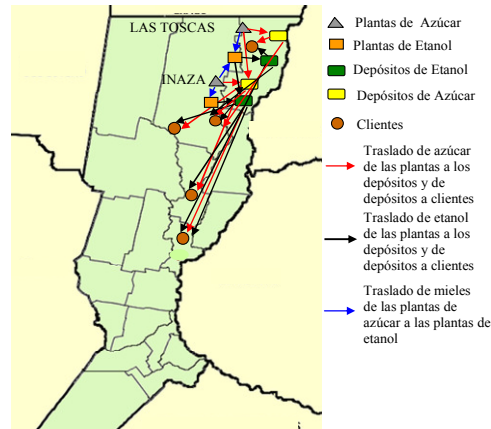 LAS TOSCAS
INAZA
Plantas de Azúcar
Plantas de Etanol
Depósitos de Etanol
Depósitos de Azúcar
Clientes
Traslado de azúcar
de las plantas a los
depósitos y de
depósitos a clientes
Traslado de etanol
de las plantas a los
depósitos y de
depósitos a clientes
Traslado de mieles
de las plantas de
azúcar a las plantas de
etanol